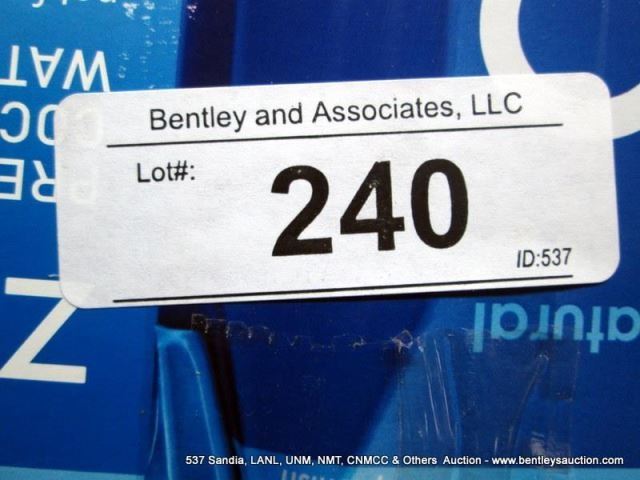 Bentley and Associates, LLC
Lot#:
240
ID:537
WAT
Z
537 Sandia, LANL, UNM, NMT, CNMCC & Others Auction - www.bentleysauction.com